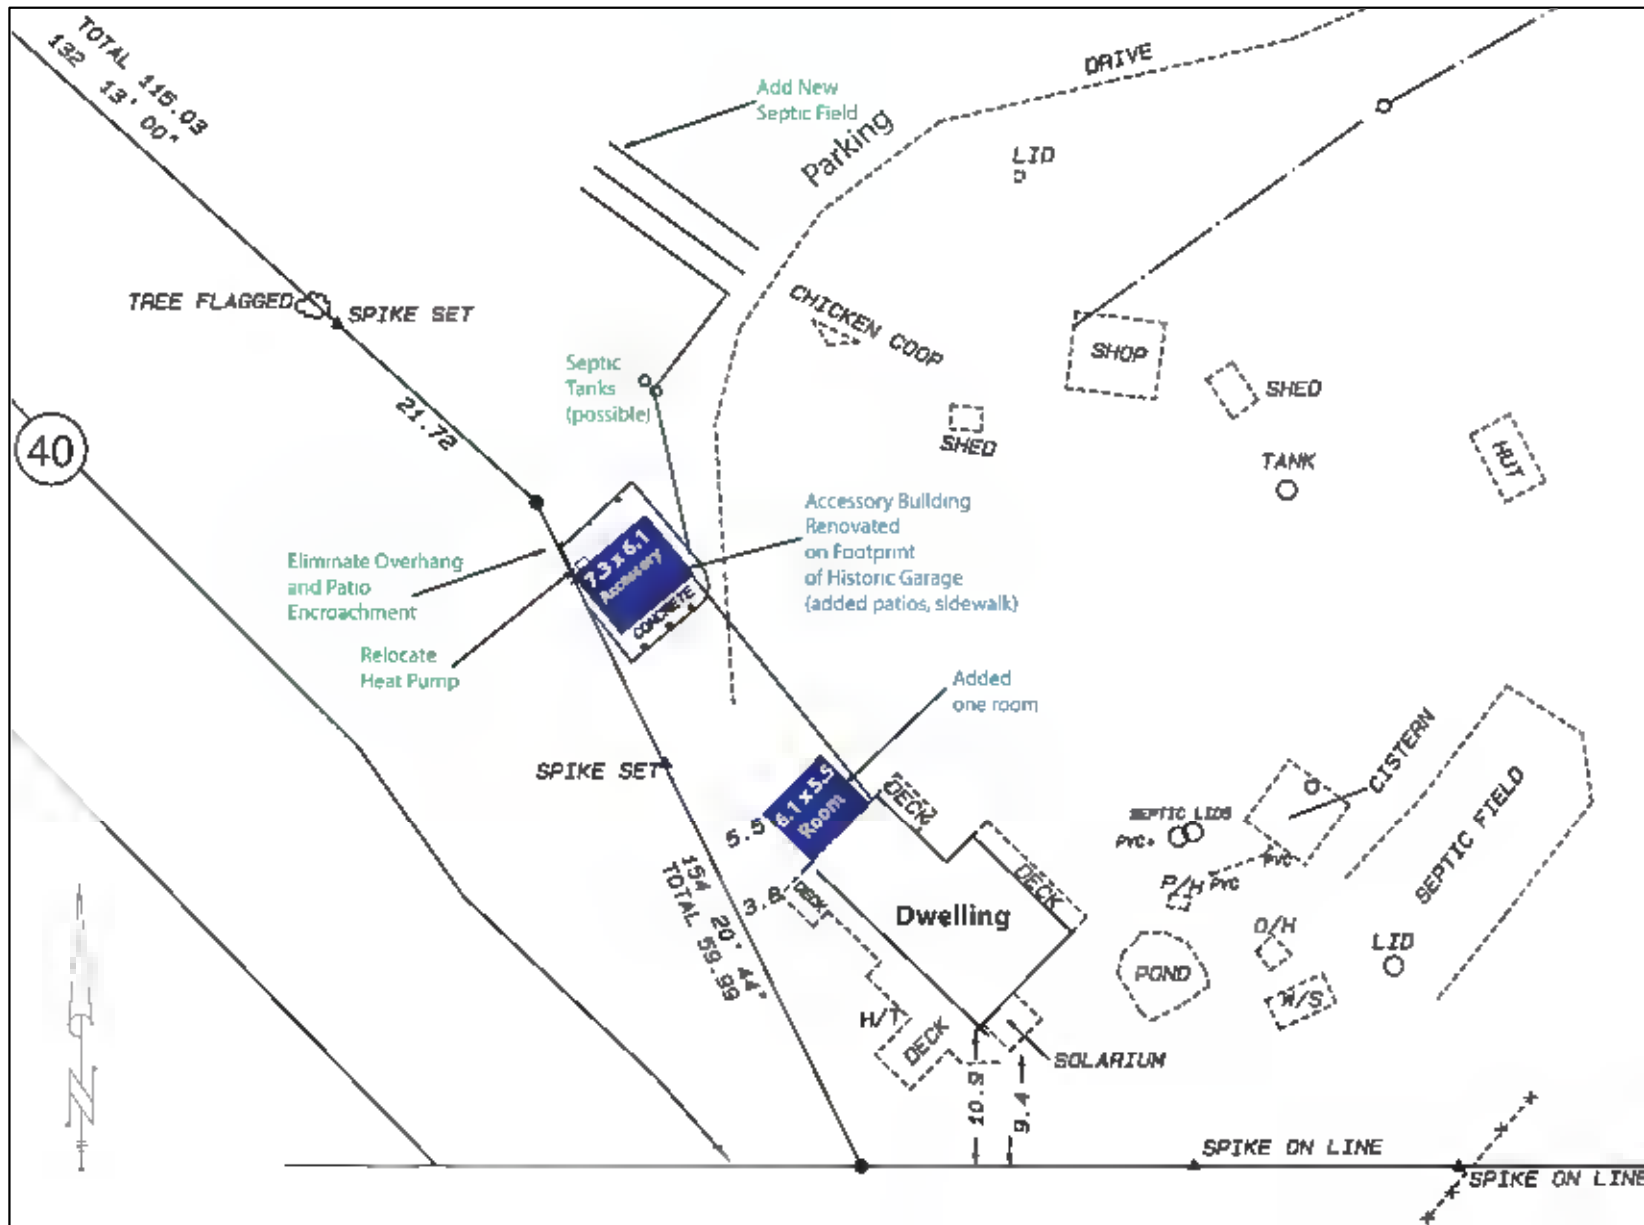 TOTAL 115.03
132 13' 00"
Add New
Septic Field
DRIVE
Parking
LID
TREE FLAGGED
SPIKE SET
CHICKEN COOP
SHOP
SHED
Septic
Tanks
(possible)
21.72
SHED
40
TANK
HUT
Accessory Building
Renovated
on Footprint
of Historic Garage
(added patios, sidewalk)
7.3 x 6.1
Accessory
CONCRETE
Eliminate Overhang
and Patio
Encroachment
Relocate
Heat Pump
Added
one room
SPIKE SET
6.1 x 5.5
Room
DECK
CISTERN
SEPTIC LIDS
PVC
PVC
PVC
SEPTIC FIELD
5.5
3.8
DECK
DECK
154 20' 44"
TOTAL 59.99
Dwelling
P/H
O/H
LID
POND
W/S
H/T
DECK
SOLARIUM
10.9
9.4
N
SPIKE ON LINE
SPIKE ON LINE